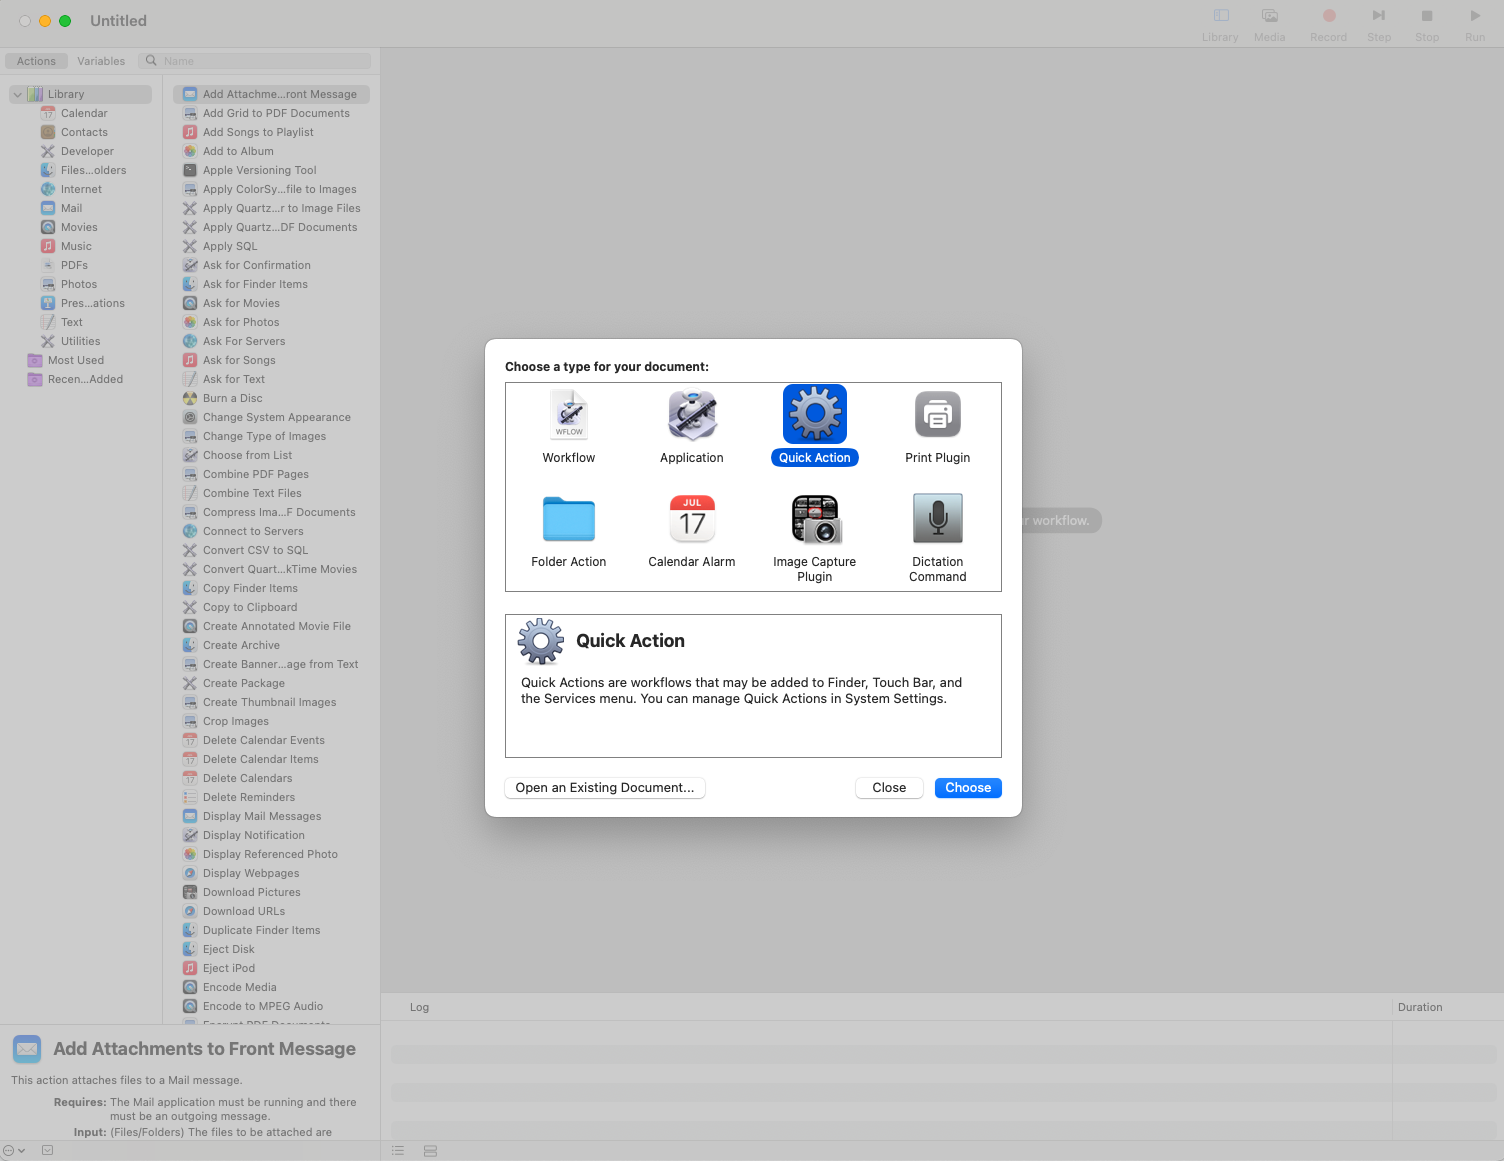 Untitled
Library
Media
Record
Step
Stop
Run
Actions
Variables
Name
Library
Calendar
Contacts
Developer
Files...olders
Internet
Mail
Movies
Music
PDFs
Photos
Pres...ations
Text
Utilities
Most Used
Recen...Added
Add Attachme...ront Message
Add Grid to PDF Documents
Add Songs to Playlist
Add to Album
Apple Versioning Tool
Apply ColorSy...file to Images
Apply Quartz...r to Image Files
Apply Quartz...DF Documents
Apply SQL
Ask for Confirmation
Ask for Finder Items
Ask for Movies
Ask for Photos
Ask For Servers
Ask for Songs
Ask for Text
Burn a Disc
Change System Appearance
Change Type of Images
Choose from List
Combine PDF Pages
Combine Text Files
Compress Ima...F Documents
Connect to Servers
Convert CSV to SQL
Convert Quart...kTime Movies
Copy Finder Items
Copy to Clipboard
Create Annotated Movie File
Create Archive
Create Banner...age from Text
Create Package
Create Thumbnail Images
Crop Images
Delete Calendar Events
Delete Calendar Items
Delete Calendars
Delete Reminders
Display Mail Messages
Display Notification
Display Referenced Photo
Display Webpages
Download Pictures
Download URLs
Duplicate Finder Items
Eject Disk
Eject iPod
Encode Media
Encode to MPEG Audio
Encrypt PDF Documents
Add Attachments to Front Message
This action attaches files to a Mail message.
Requires: The Mail application must be running and there
must be an outgoing message.
Input: (Files/Folders) The files to be attached are
Choose a type for your document:
WFLOW
Workflow
Application
Quick Action
Print Plugin
Folder Action
JUL
17
Calendar Alarm
Image Capture
Plugin
Dictation
Command
Quick Action
Quick Actions are workflows that may be added to Finder, Touch Bar, and
the Services menu. You can manage Quick Actions in System Settings.
Open an Existing Document...
Close
Choose
r workflow.
Log
Duration